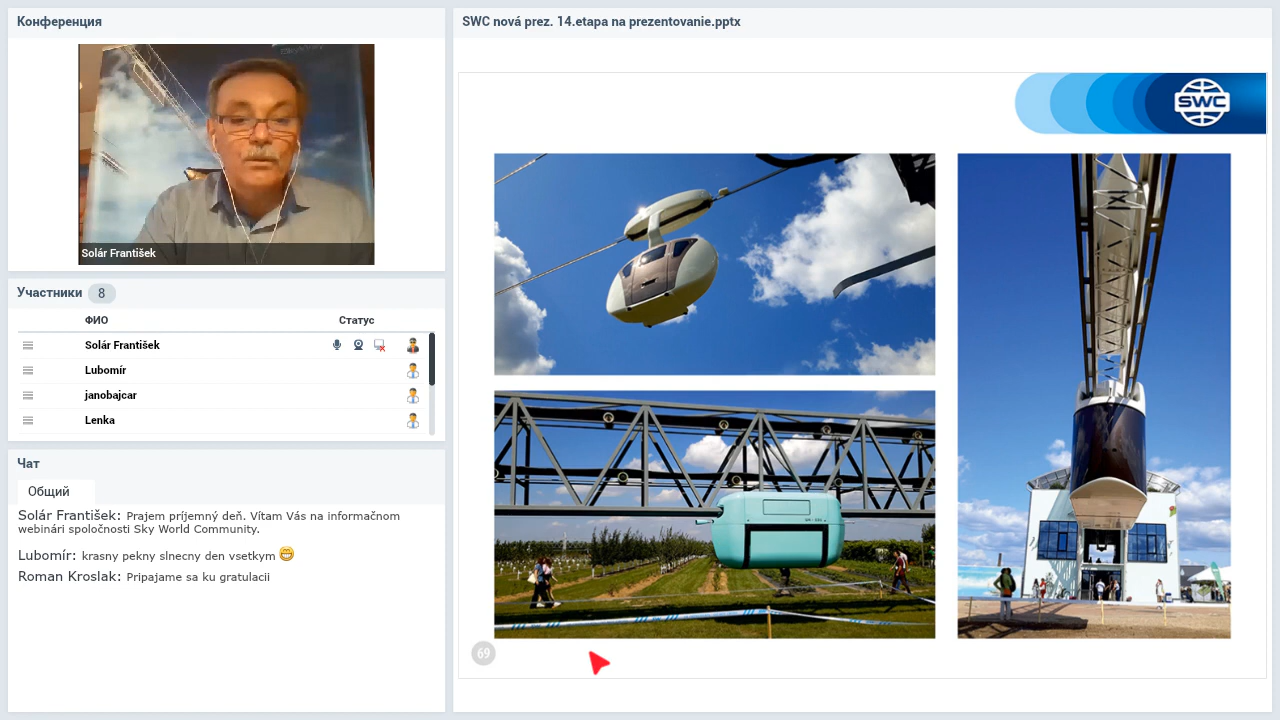 Конференция
Solár František
Участники 8
ФИО Статус
Solár František
Lubomír
janobajcar
Lenka
Чат
Общий
Solár František: Prajem príjemný deň. Vítam Vás na informačnom
webinári spoločnosti Sky World Community.
Lubomír: krasny pekny slnecny den vsetkym
Roman Kroslak: Pripajame sa ku gratulacii
SWC nová prez. 14.etapa na prezentovanie.pptx
SWC
69